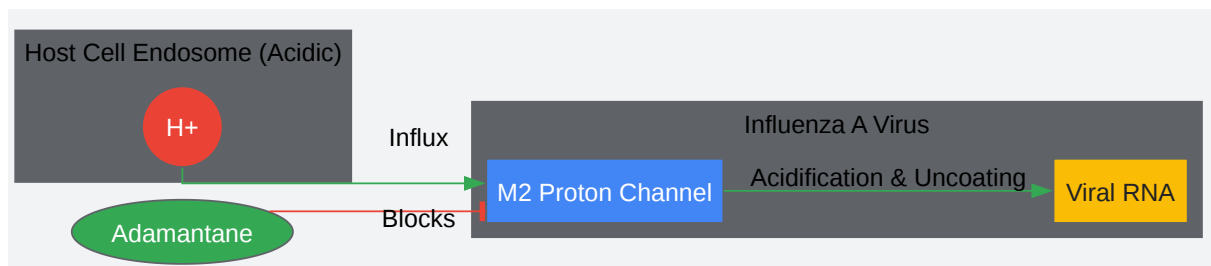 Host Cell Endosome (Acidic)
H+
Influx
Influenza A Virus
M2 Proton Channel
Acidification & Uncoating
Viral RNA
Blocks
Adamantane